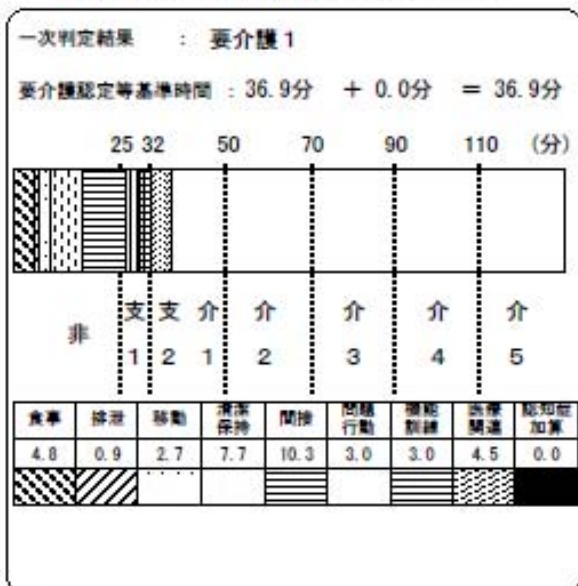 一次判定結果 : 要介護1
要介護認定等基準時間 : 36.9分 + 0.0分 = 36.9分
25 32 50 70 90 110 (分)
非 支1 支2 介1 介2 介3 介4 介5
食事 排泄 移動 清潔保持 間接 問題行動 機能訓練 医療関連 認知症加算
4.8 0.9 2.7 7.7 10.3 3.0 3.0 4.5 0.0